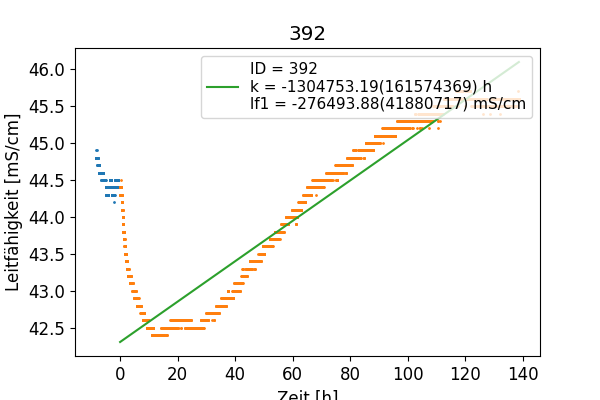 392
ID = 392
k = -1304753.19(161574369) h
lf1 = -276493.88(41880717) mS/cm
46.0
45.5
45.0
44.5
44.0
43.5
43.0
42.5
Leitfähigkeit [mS/cm]
0 20 40 60 80 100 120 140
Zeit [h]